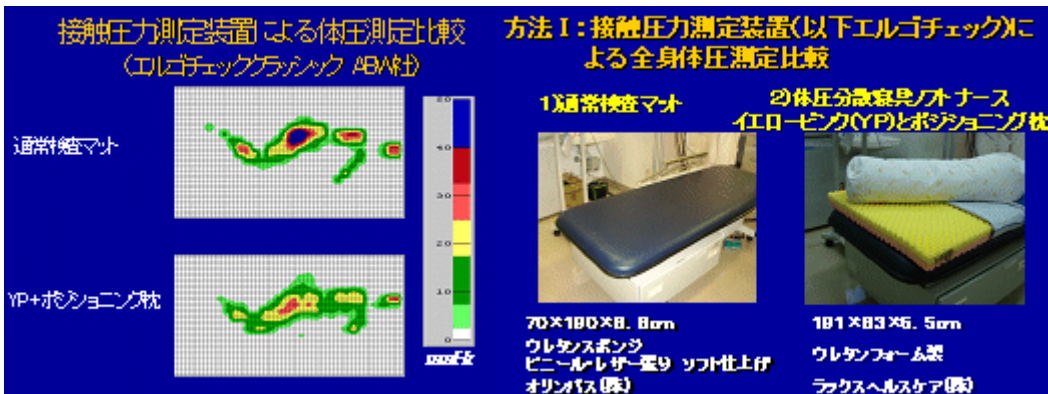 接触圧力測定装置による体圧測定比較
(エルゴチェッククラッシック ABW社)
通常検査マット
YP+ポジショニング枕
50
40
30
20
10
0
mmHg
方法Ⅰ:接触圧力測定装置(以下エルゴチェック)に
よる全身体圧測定比較
1)通常検査マット
70×190×8.8cm
ウレタンスポンジ
ビニール・レザー張り ソフト仕上げ
オリンパス(株)
2)体圧分散寝具ソフトナース
イエローピンク(YP)とポジショニング枕
191×83×6.5cm
ウレタンフォーム製
ラックスヘルスケア(株)